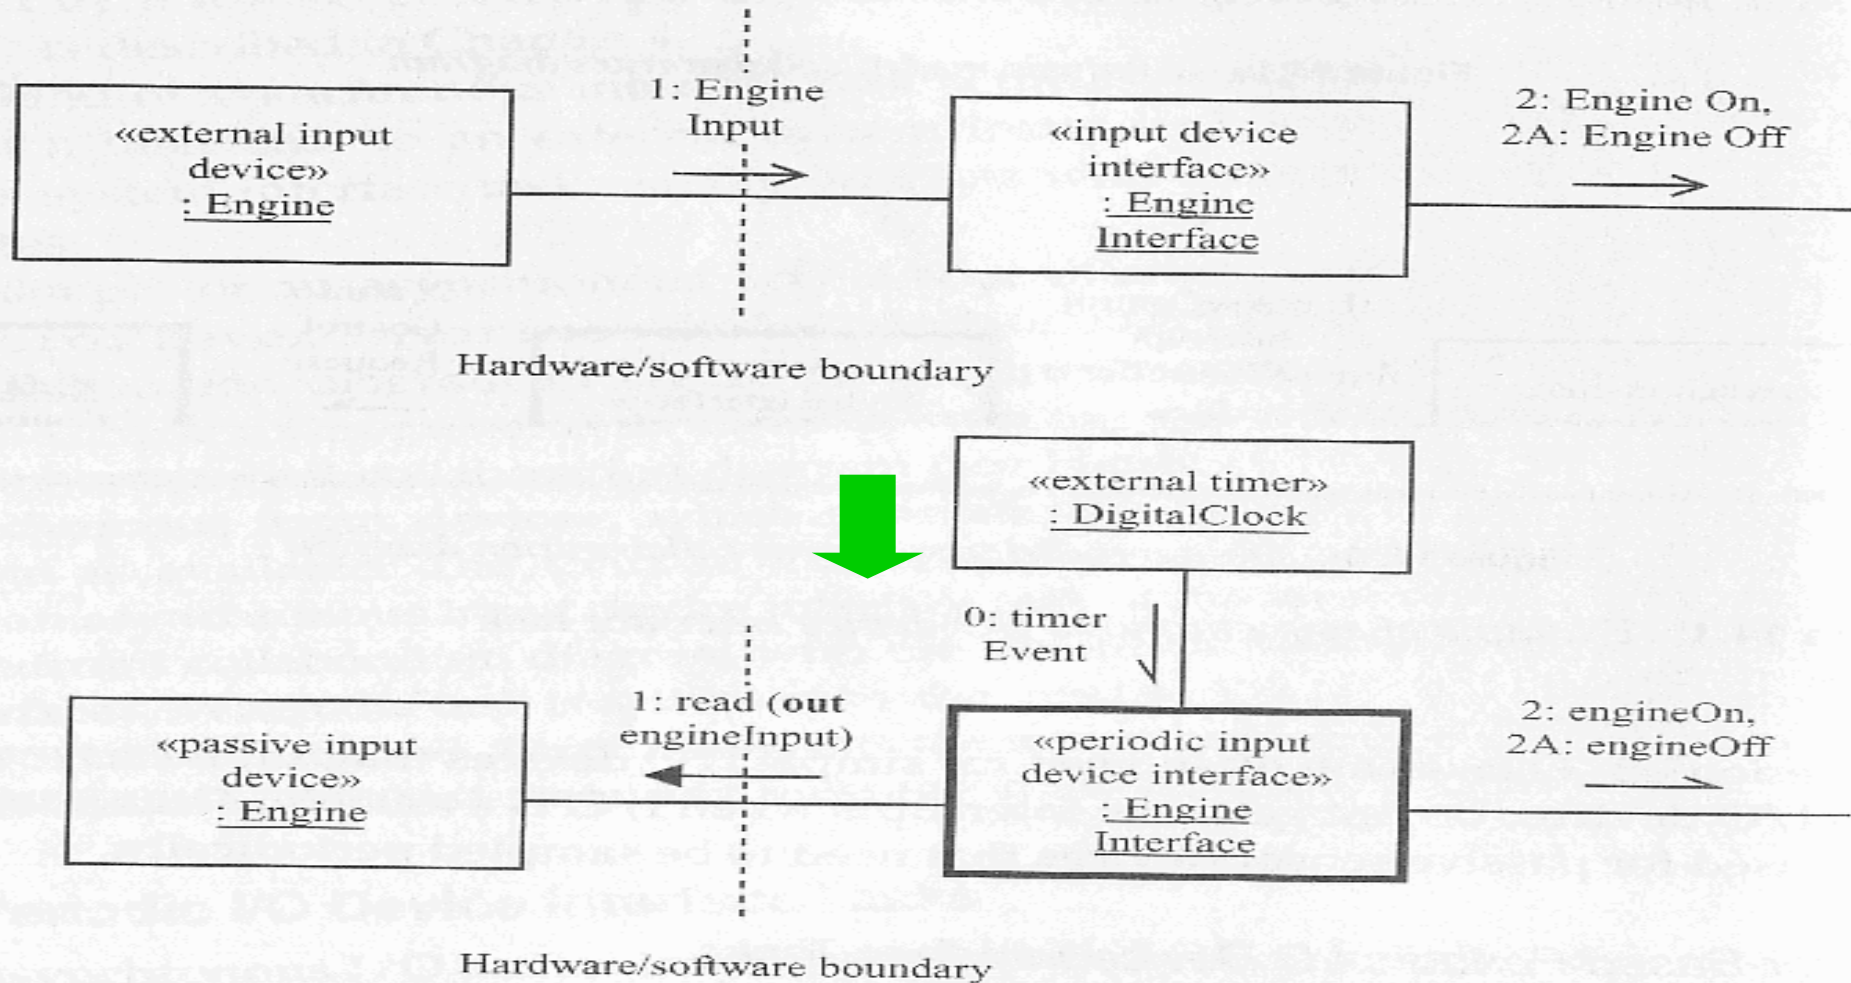 «external input
device»
: Engine
1: Engine
Input
«input device
interface»
: Engine
Interface
2: Engine On,
2A: Engine Off
Hardware/software boundary
«external timer»
: DigitalClock
0: timer
Event
«passive input
device»
: Engine
1: read (out
engineInput)
«periodic input
device interface»
: Engine
Interface
2: engineOn,
2A: engineOff
Hardware/software boundary